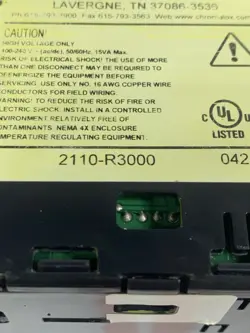 LAVERGNE, TN 37086-3535
Fax 615-793-3563 Web www.chromalox.com
CAUTION:
HIGH VOLTAGE ONLY
50/60Hz, 15VA Max.
RISK OF ELECTRICAL SHOCK! THE USE OF MORE
THAN ONE DISCONNECT MAY BE REQUIRED TO
DEENERGIZE THE EQUIPMENT BEFORE
SERVICING. USE ONLY NO. 16 AWG COPPER WIRE
CONDUCTORS FOR FIELD WIRING.
WARNING: TO REDUCE THE RISK OF FIRE OR
ELECTRIC SHOCK, INSTALL IN A CONTROLLED
ENVIRONMENT RELATIVELY FREE OF
CONTAMINANTS. NEMA 4X ENCLOSURE
TEMPERATURE REGULATING EQUIPMENT.
C UL US
LISTED
2110-R3000 042